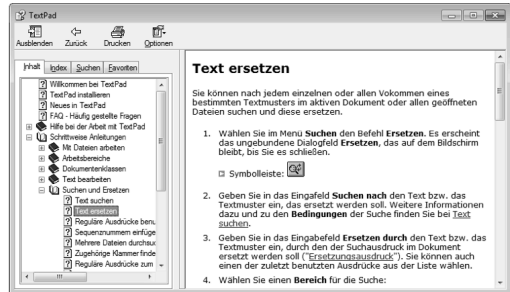 TextPad
Ausblenden Zurück Drucken Optionen
Inhalt Index Suchen Favoriten
Willkommen bei TextPad
TextPad installieren
Neues in TextPad
FAQ - Häufig gestellte Fragen
Hilfe bei der Arbeit mit TextPad
Schrittweise Anleitungen
Mit Dateien arbeiten
Arbeitsbereiche
Dokumentenklassen
Text bearbeiten
Suchen und Ersetzen
Text suchen
Text ersetzen
Reguläre Ausdrücke benu
Sequenznummern einfüge
Mehrere Dateien durchsuc
Zugehörige Klammer finde
Reguläre Ausdrücke zum
Text ersetzen
Sie können nach jedem einzelnen oder allen Vokommen eines
bestimmten Textmusters im aktiven Dokument oder allen geöffneten
Dateien suchen und diese ersetzen.
1. Wählen Sie im Menü Suchen den Befehl Ersetzen. Es erscheint
das ungebundene Dialogfeld Ersetzen, das auf dem Bildschirm
bleibt, bis Sie es schließen.
Symbolleiste:
2. Geben Sie in das Eingafeld Suchen nach den Text bzw. das
Textmuster ein, das ersetzt werden soll. Weitere Informationen
dazu und zu den Bedingungen der Suche finden Sie bei Text
suchen.
3. Geben Sie in das Eingabefeld Ersetzen durch den Text bzw. das
Textmuster ein, durch den der Suchausdruck im Dokument
ersetzt werden soll ("Ersetzungsausdruck"). Sie können auch
einen der zuletzt benutzten Ausdrücke aus der Liste wählen.
4. Wählen Sie einen Bereich für die Suche: